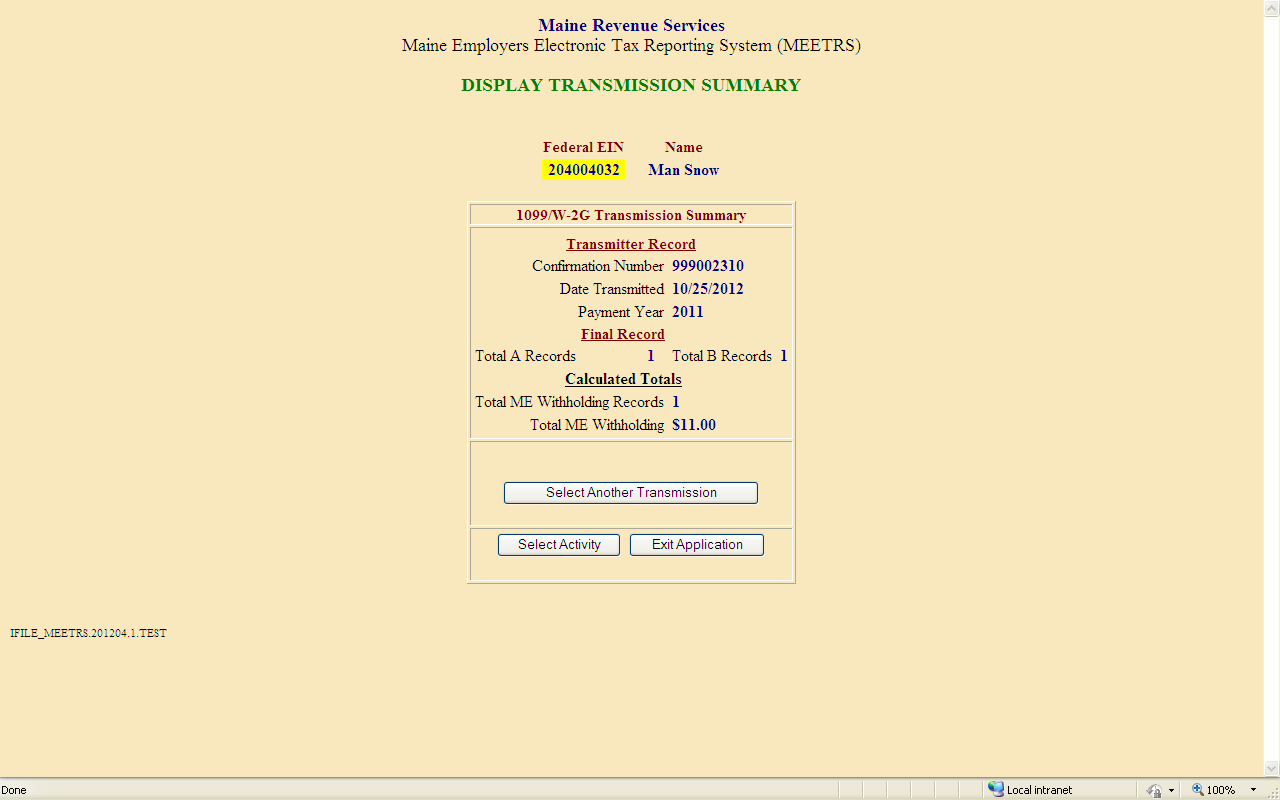 Maine Revenue Services
Maine Employers Electronic Tax Reporting System (MEETRS)
DISPLAY TRANSMISSION SUMMARY
Federal EIN Name
204004032 Man Snow
1099/W-2G Transmission Summary
Transmitter Record
Confirmation Number 999002310
Date Transmitted 10/25/2012
Payment Year 2011
Final Record
Total A Records 1 Total B Records 1
Calculated Totals
Total ME Withholding Records 1
Total ME Withholding $11.00
Select Another Transmission
Select Activity Exit Application
IFILE_MEETRS.201204.1.TEST
Done Local intranet 100%